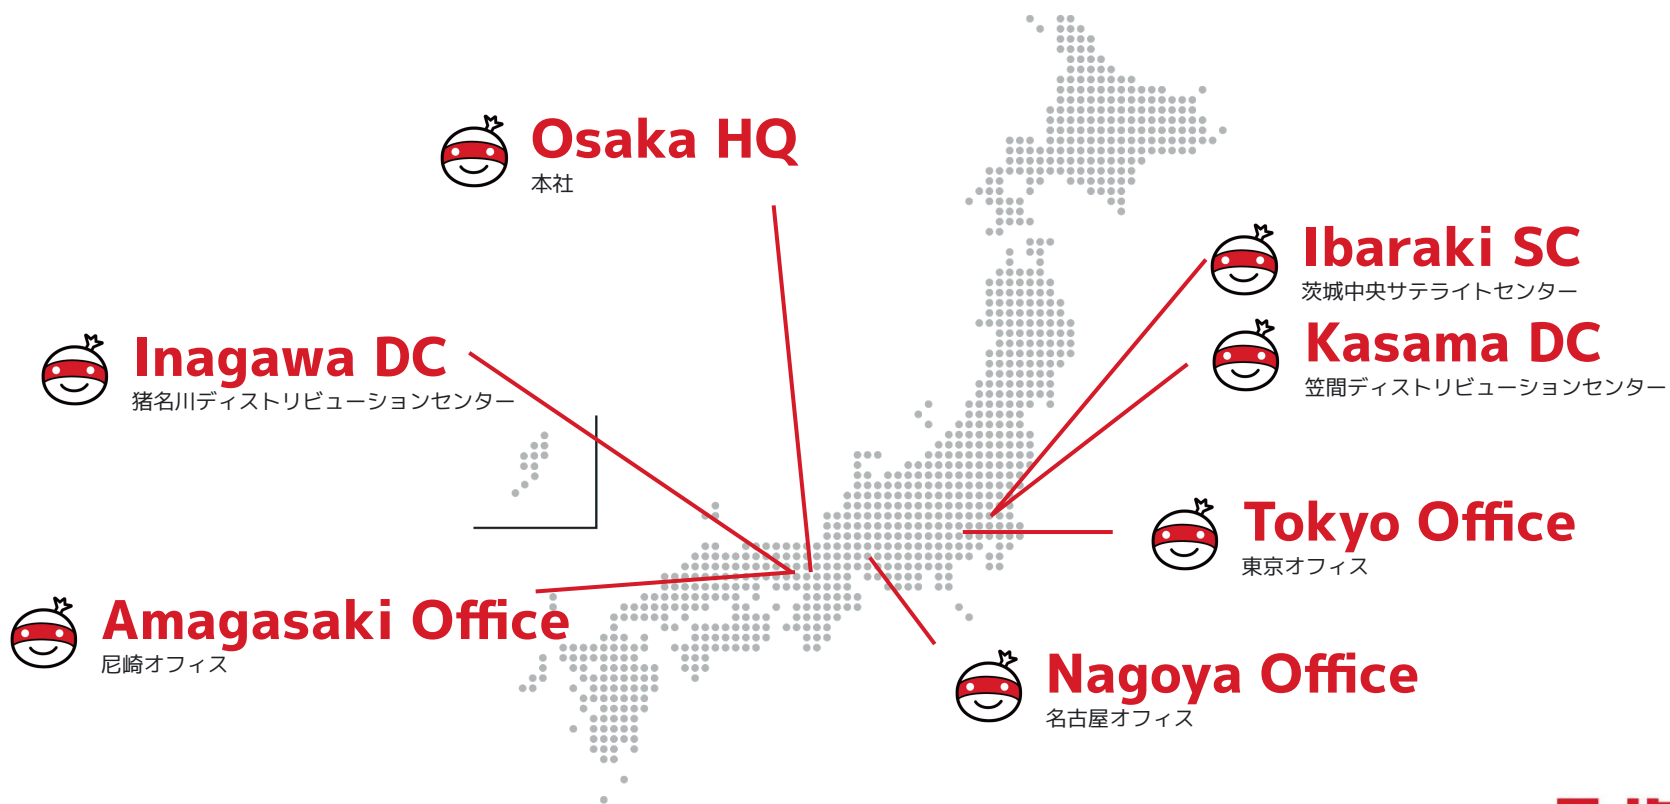 Osaka HQ
本社
Ibaraki SC
茨城中央サテライトセンター
Kasama DC
笠間ディストリビューションセンター
Inagawa DC
猪名川ディストリビューションセンター
Tokyo Office
東京オフィス
Amagasaki Office
尼崎オフィス
Nagoya Office
名古屋オフィス